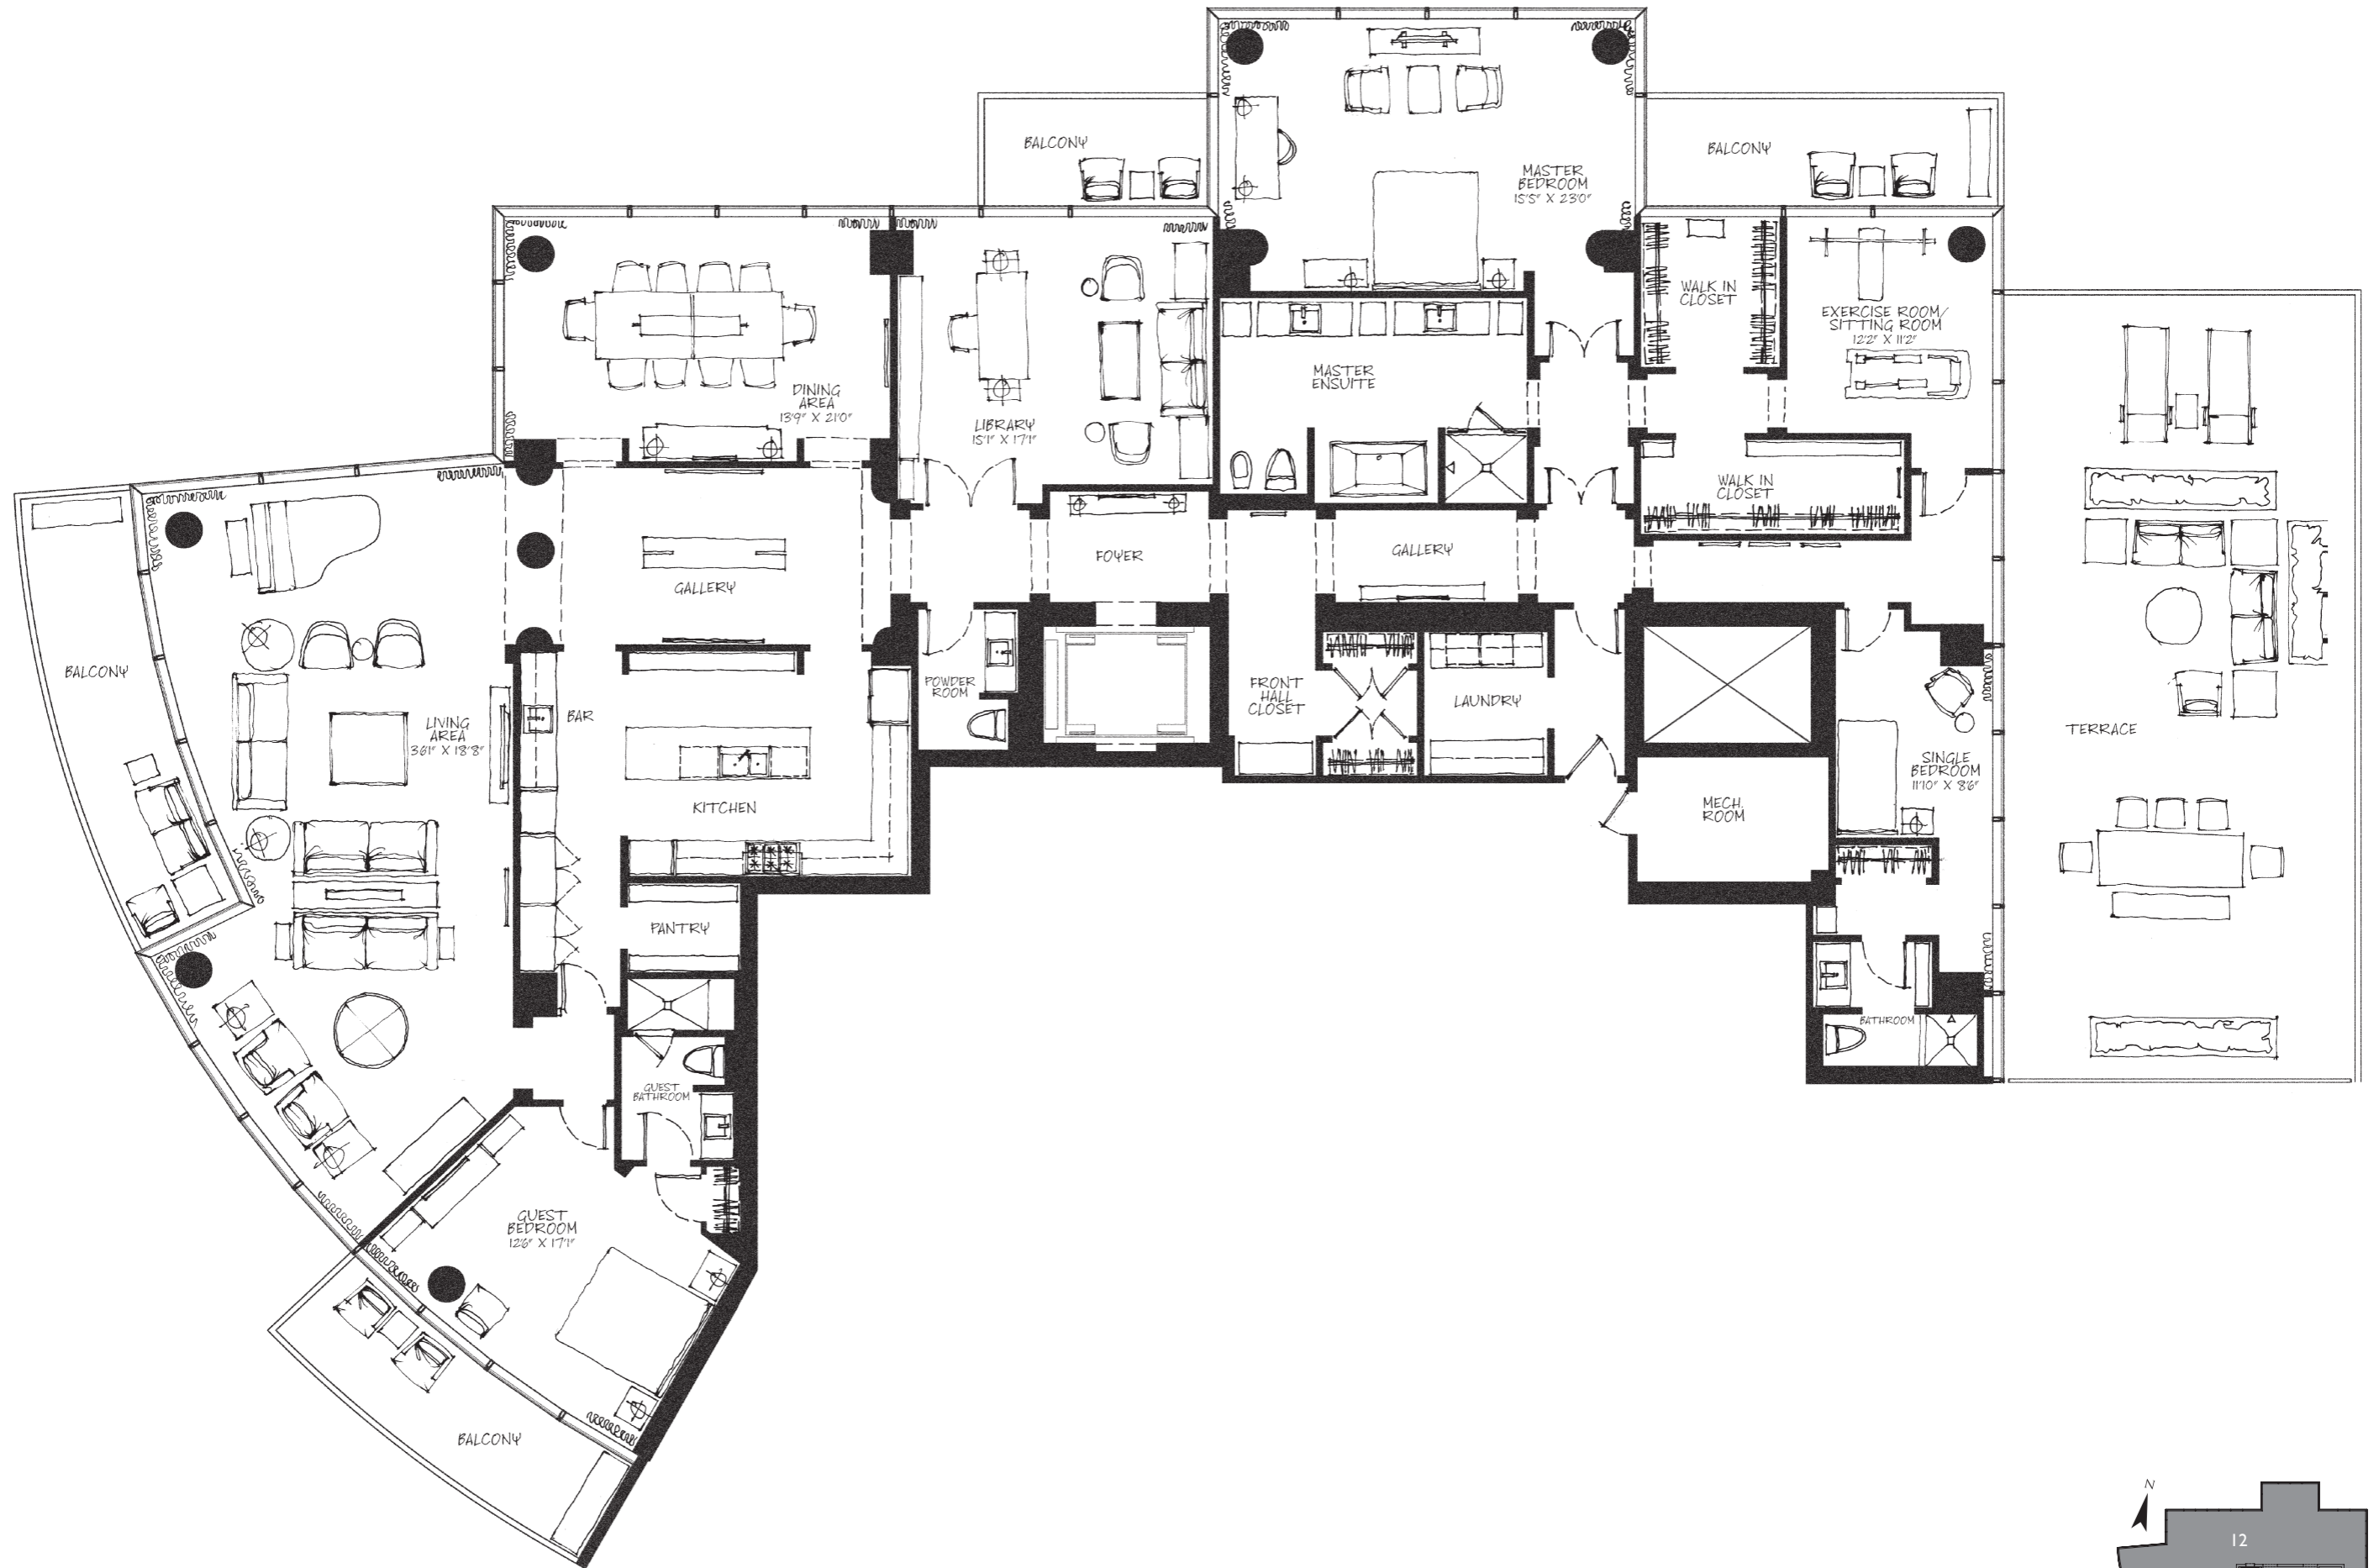 BALCONY
BALCONY
MASTER
BEDROOM
15'5" X 23'0"
WALK IN
CLOSET
EXERCISE ROOM/
SITTING ROOM
12'2" X 11'2"
MASTER
ENSUITE
DINING
AREA
13'9" X 21'0"
LIBRARY
15'1" X 17'1"
WALK IN
CLOSET
FOYER
GALLERY
GALLERY
BALCONY
LIVING
AREA
36'1" X 18'8"
BAR
POWDER
ROOM
FRONT
HALL
CLOSET
LAUNDRY
TERRACE
SINGLE
BEDROOM
11'10" X 8'6"
KITCHEN
MECH.
ROOM
PANTRY
BATHROOM
GUEST
BATHROOM
GUEST
BEDROOM
12'6" X 17'1"
BALCONY
N
12